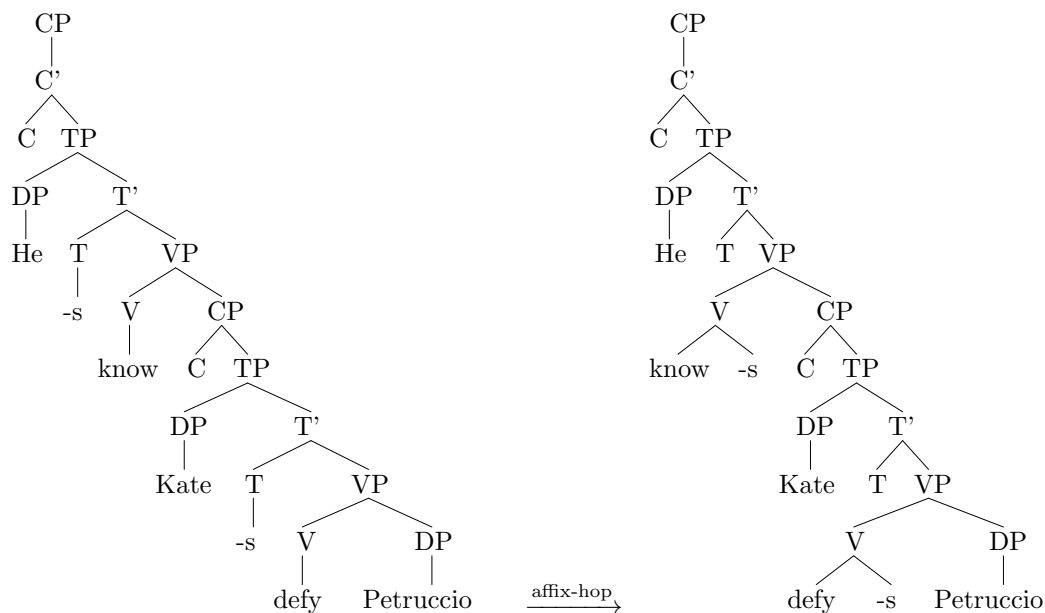 CP CP
C' C'
C TP C TP
DP T' DP T'
He T VP He T VP
-s V CP V CP
know C TP know -s C TP
DP T' DP T'
Kate T VP Kate T VP
-s V DP V DP
defy Petruccio affix-hop defy -s Petruccio